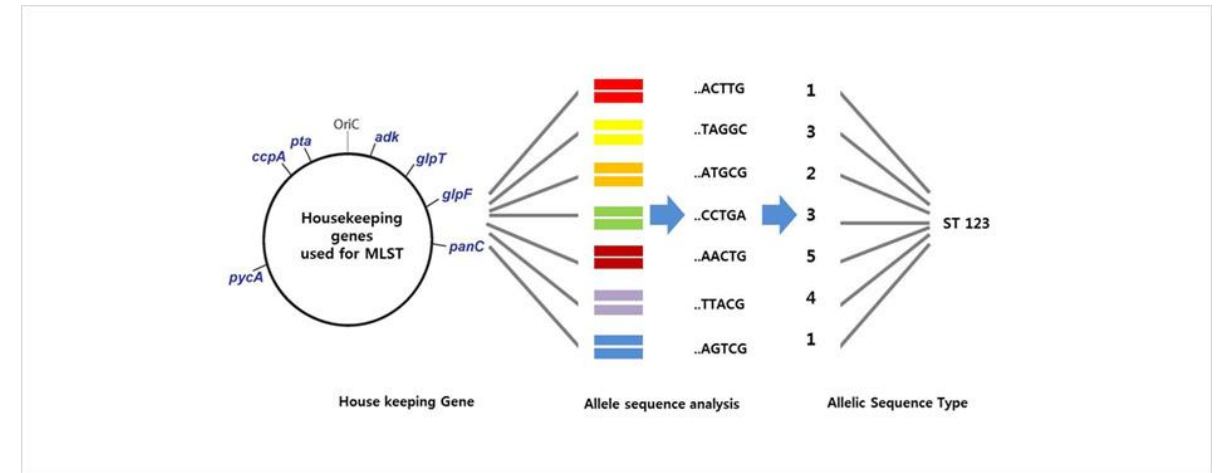 OriC
pta
adk
ccpA
glpT
glpF
panC
pycA
Housekeeping
genes
used for MLST
..ACTTG
1
..TAGGC
3
..ATGCG
2
..CCTGA
3
ST 123
..AACTG
5
..TTACG
4
..AGTCG
1
House keeping Gene
Allele sequence analysis
Allelic Sequence Type